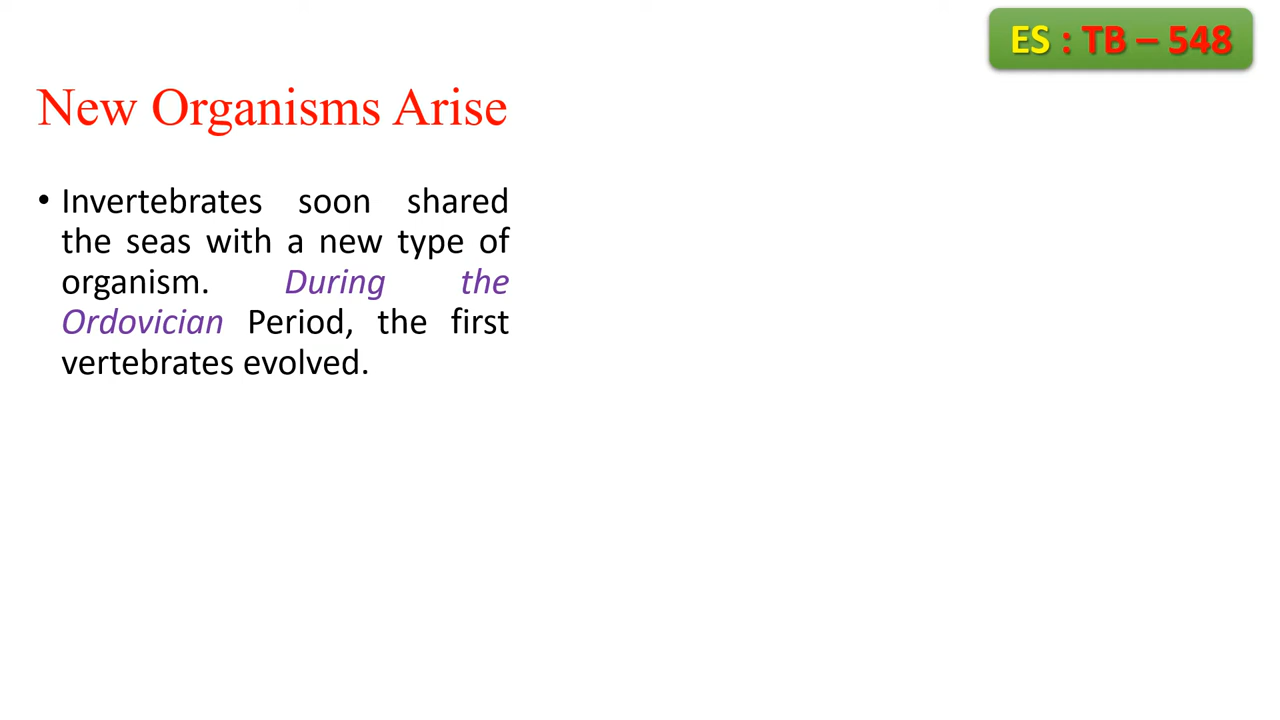 ES : TB – 548
New Organisms Arise
• Invertebrates soon shared
the seas with a new type of
organism. During the
Ordovician Period, the first
vertebrates evolved.